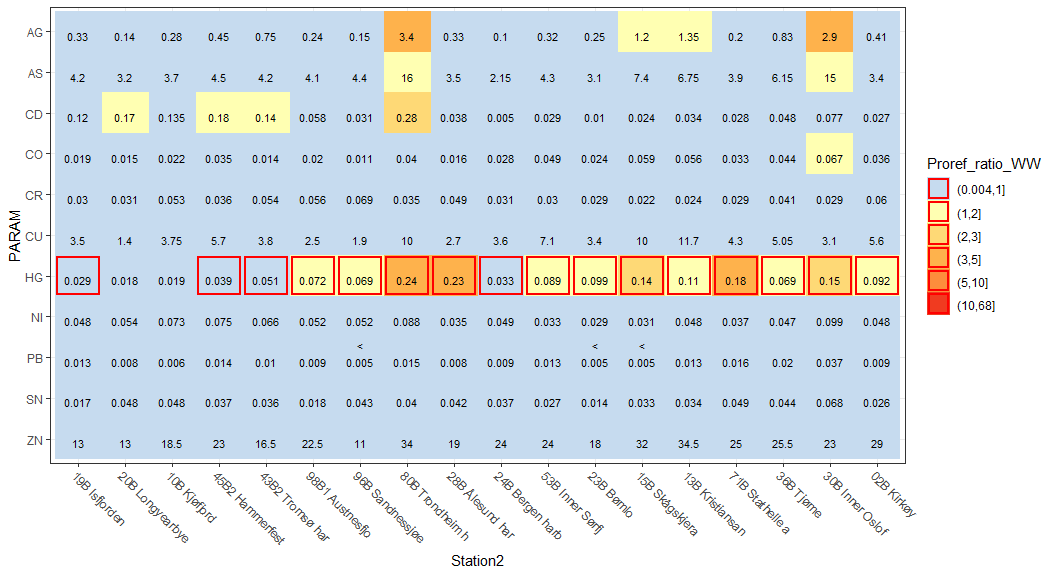 AG 0.33 0.14 0.28 0.45 0.75 0.24 0.15 3.4 0.33 0.1 0.32 0.25 1.2 1.35 0.2 0.83 2.9 0.41
AS 4.2 3.2 3.7 4.5 4.2 4.1 4.4 16 3.5 2.15 4.3 3.1 7.4 6.75 3.9 6.15 15 3.4
CD 0.12 0.17 0.135 0.18 0.14 0.058 0.031 0.28 0.038 0.005 0.029 0.01 0.024 0.034 0.028 0.048 0.077 0.027
CO 0.019 0.015 0.022 0.035 0.014 0.02 0.011 0.04 0.016 0.028 0.049 0.024 0.059 0.056 0.033 0.044 0.067 0.036
CR 0.03 0.031 0.053 0.036 0.054 0.056 0.069 0.035 0.049 0.031 0.03 0.029 0.022 0.024 0.029 0.041 0.029 0.06
CU 3.5 1.4 3.75 5.7 3.8 2.5 1.9 10 2.7 3.6 7.1 3.4 10 11.7 4.3 5.05 3.1 5.6
HG 0.029 0.018 0.019 0.039 0.051 0.072 0.069 0.24 0.23 0.033 0.089 0.099 0.14 0.11 0.18 0.069 0.15 0.092
NI 0.048 0.054 0.073 0.075 0.066 0.052 0.052 0.088 0.035 0.049 0.033 0.029 0.031 0.048 0.037 0.047 0.099 0.048
< < <
PB 0.013 0.008 0.006 0.014 0.01 0.009 0.005 0.015 0.008 0.009 0.013 0.005 0.005 0.013 0.016 0.02 0.037 0.009
SN 0.017 0.048 0.048 0.037 0.036 0.018 0.043 0.04 0.042 0.037 0.027 0.014 0.033 0.034 0.049 0.044 0.068 0.026
ZN 13 13 18.5 23 16.5 22.5 11 34 19 24 24 18 32 34.5 25 25.5 23 29
PARAM
19B Isfjorden
20B Longyearbye
10B Kjøfjord
45B2 Hammerfest
43B2 Tromsø har
98B1 Austnesfjo
96B Sandnessjøe
80B Trondheim h
28B Ålesund har
24B Bergen harb
53B Inner Sørfj
23B Bømlo
15B Skågskjera
13B Kristiansan
71B Stathelle a
36B Tjøme
30B Inner Oslof
02B Kirkøy
Station2
Proref_ratio_WW
(0.004,1]
(1,2]
(2,3]
(3,5]
(5,10]
(10,68]